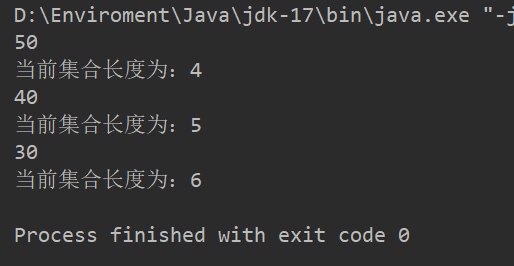 D:\Enviroment\Java\jdk-17\bin\java.exe "-j
50
当前集合长度为：4
40
当前集合长度为：5
30
当前集合长度为：6
Process finished with exit code 0